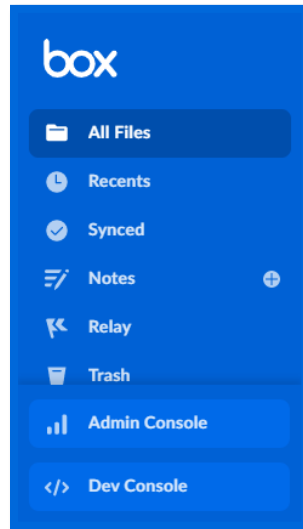 box
All Files
Recents
Synced
Notes
Relay
Trash
Admin Console
Dev Console